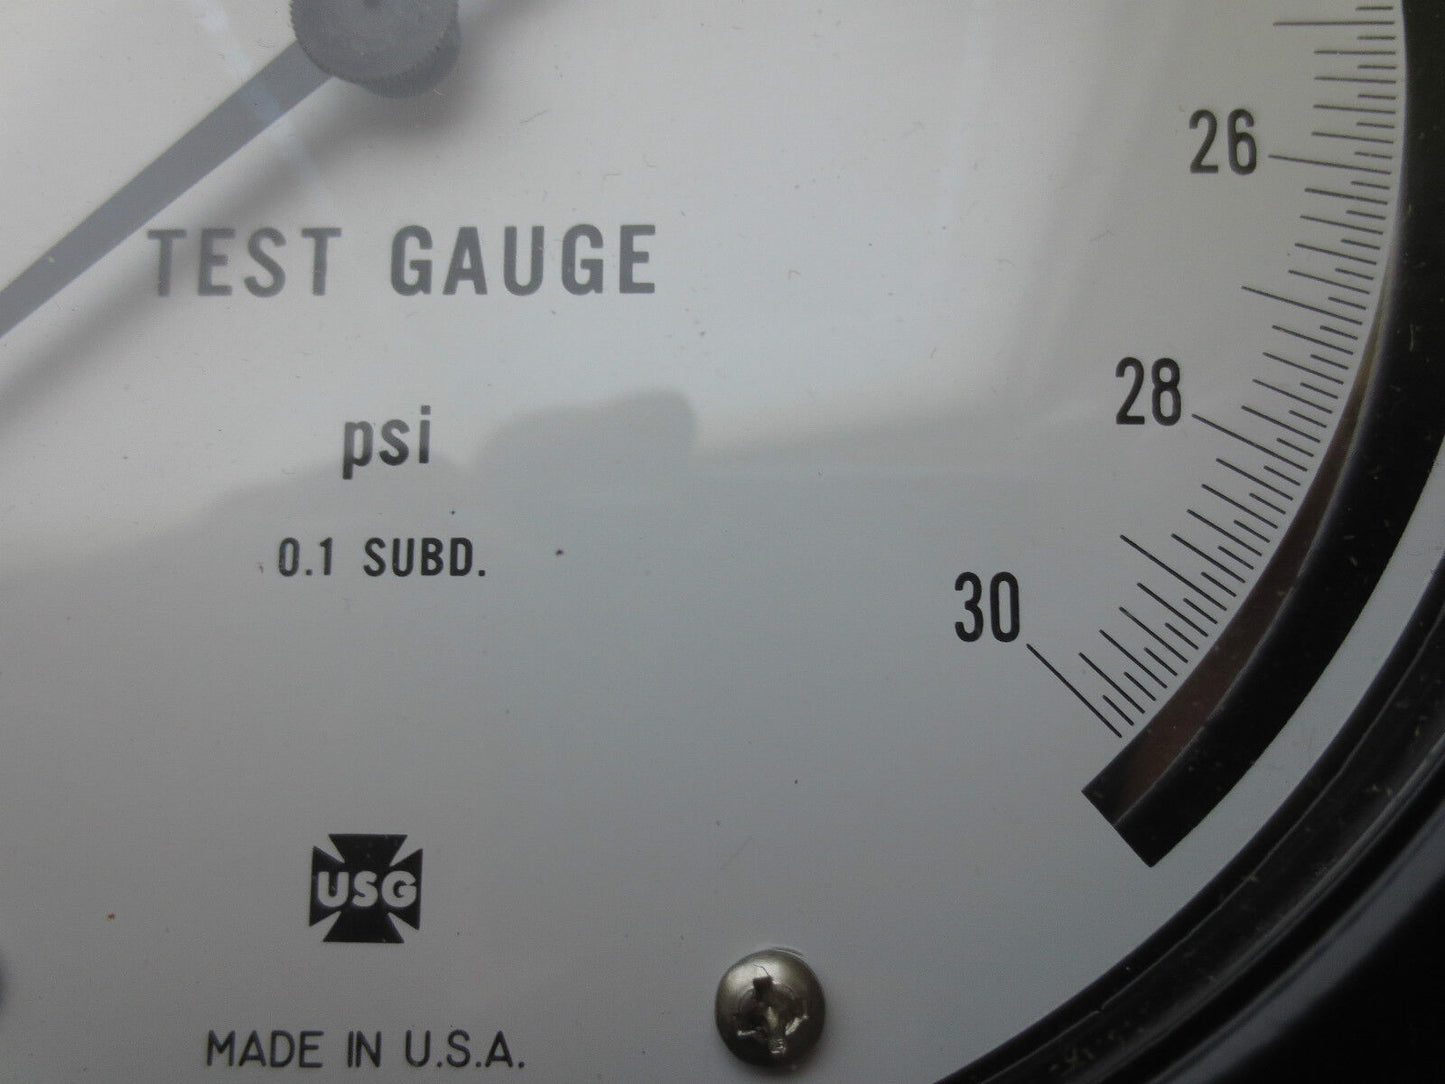 26
TEST GAUGE
28
psi
0.1 SUBD.
30
USG
MADE IN U.S.A.